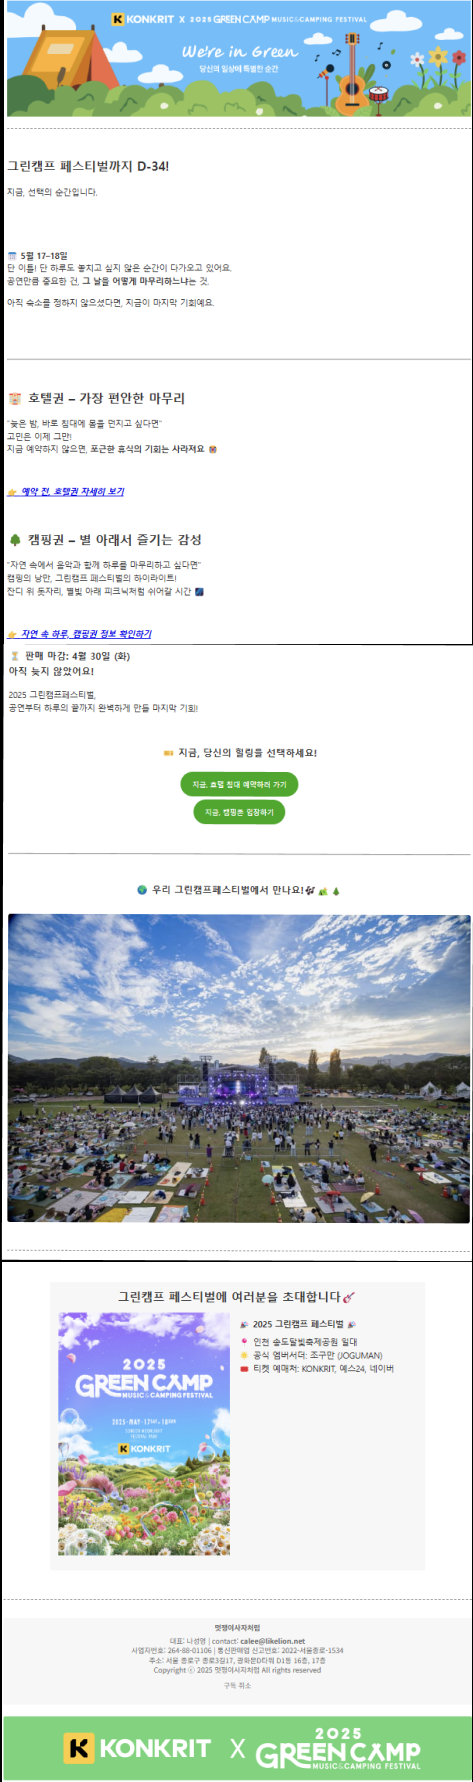 KONKRIT X 2025 GREEN CAMP MUSIC&CAMPING FESTIVAL
We're in Green
당신의 일상에 특별한 순간
그린캠프 페스티벌까지 D-34!
지금, 선택의 순간입니다.
5월 17–18일
단 이틀! 단 하루도 놓치고 싶지 않은 순간이 다가오고 있어요.
공연만큼 중요한 건, 그 날을 어떻게 마무리하느냐는 것.
아직 숙소를 정하지 않으셨다면, 지금이 마지막 기회예요.
호텔권 – 가장 편안한 마무리
"늦은 밤, 바로 침대에 몸을 던지고 싶다면"
고민은 이제 그만!
지금 예약하지 않으면, 포근한 휴식의 기회는 사라져요
예약 전, 호텔권 자세히 보기
캠핑권 – 별 아래서 즐기는 감성
"자연 속에서 음악과 함께 하루를 마무리하고 싶다면"
캠핑의 낭만, 그린캠프 페스티벌의 하이라이트!
잔디 위 돗자리, 별빛 아래 피크닉처럼 쉬어갈 시간
자연 속 하루, 캠핑권 정보 확인하기
판매 마감: 4월 30일 (화)
아직 늦지 않았어요!
2025 그린캠프페스티벌,
공연부터 하루의 끝까지 완벽하게 만들 마지막 기회!
지금, 당신의 힐링을 선택하세요!
지금, 호텔 침대 예약하러 가기
지금, 캠핑존 입장하기
우리 그린캠프페스티벌에서 만나요!
그린캠프 페스티벌에 여러분을 초대합니다
2025
GREEN CAMP
MUSIC&CAMPING FESTIVAL
2025·MAY·17SAT-18SUN
SONGDO MOONLIGHT
FESTIVAL PARK
KONKRIT
2025 그린캠프 페스티벌
인천 송도달빛축제공원 일대
공식 앰버서더: 조구만 (JOGUMAN)
티켓 예매처: KONKRIT, 예스24, 네이버
멋쟁이사자처럼
대표: 나성영 | contact: calee@likelion.net
사업자번호: 264-88-01106 | 통신판매업 신고번호: 2022-서울종로-1534
주소: 서울 종로구 종로3길17, 광화문D타워 D1동 16층, 17층
Copyright ⓒ 2025 멋쟁이사자처럼 All rights reserved
구독 취소
KONKRIT X 2025 GREEN CAMP MUSIC&CAMPING FESTIVAL